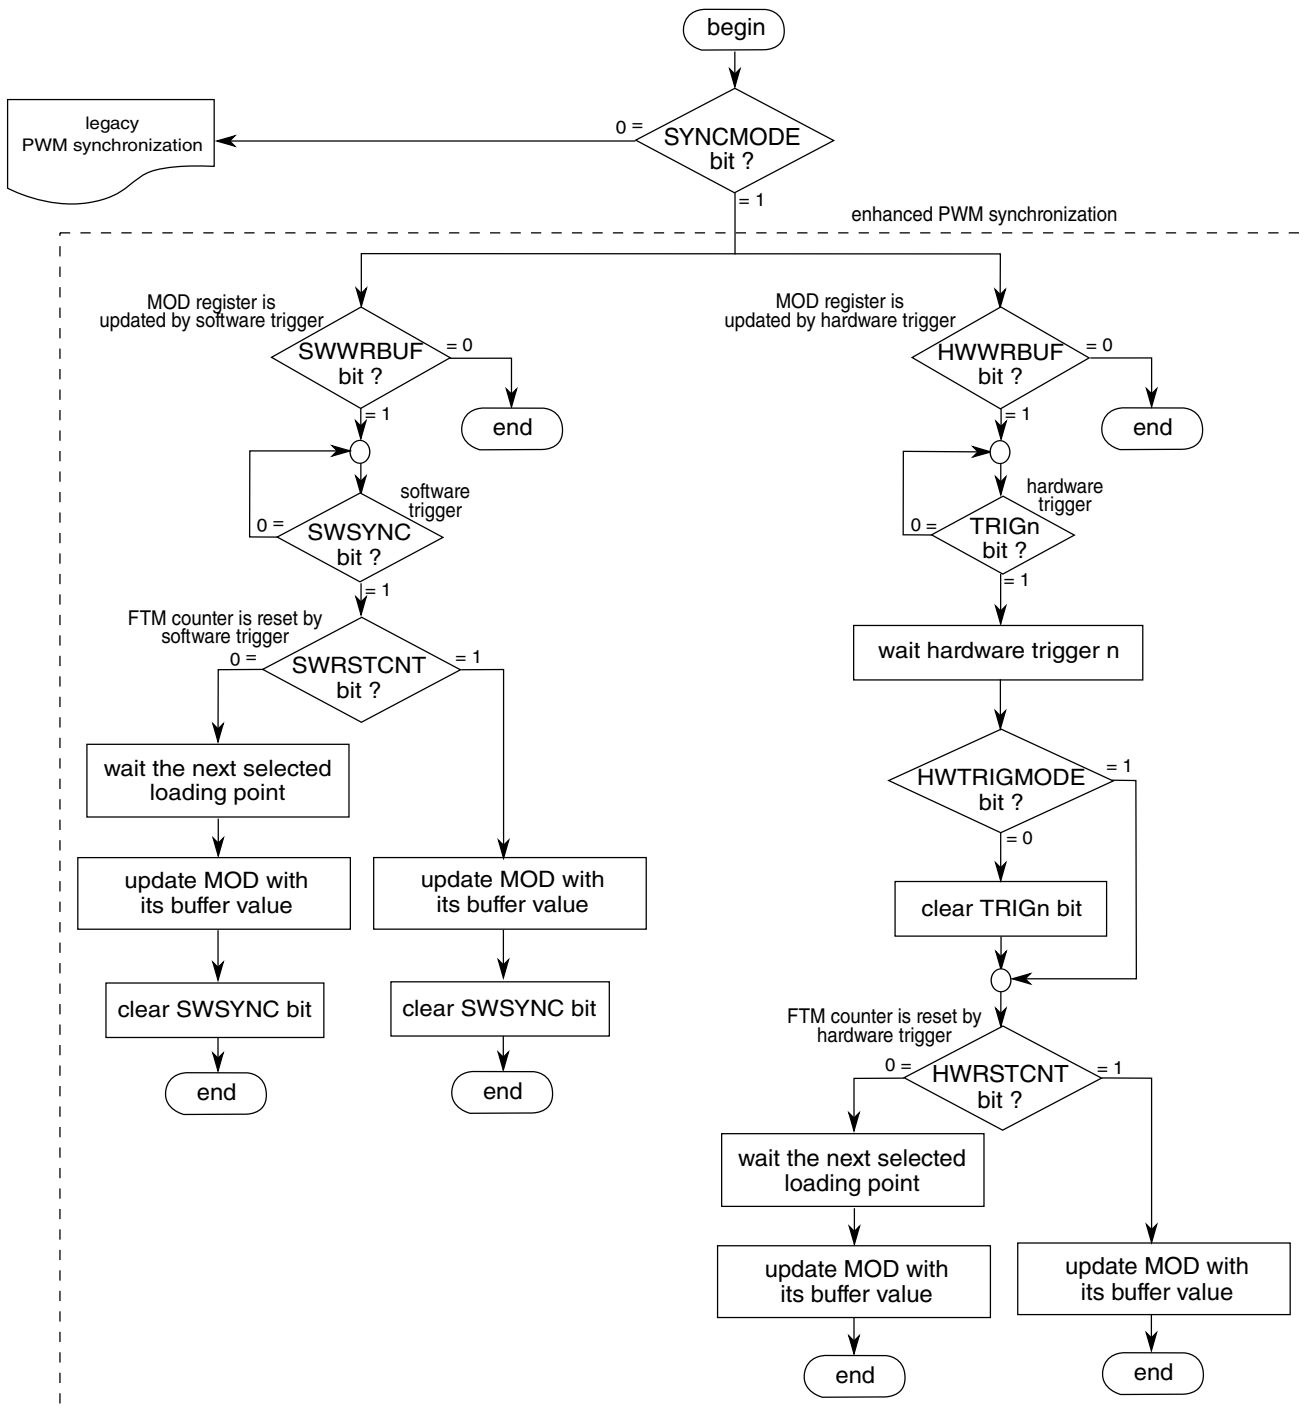 begin
SYNCMODE
bit ?
0 =
= 1
legacy
PWM synchronization
enhanced PWM synchronization
MOD register is
updated by software trigger
SWWRBUF
bit ?
= 0
= 1
end
software
trigger
SWSYNC
bit ?
0 =
= 1
FTM counter is reset by
software trigger
SWRSTCNT
bit ?
0 =
= 1
wait the next selected
loading point
update MOD with
its buffer value
clear SWSYNC bit
end
update MOD with
its buffer value
clear SWSYNC bit
end
MOD register is
updated by hardware trigger
HWWRBUF
bit ?
= 0
= 1
end
hardware
trigger
TRIGn
bit ?
0 =
= 1
wait hardware trigger n
HWTRIGMODE
bit ?
= 1
= 0
clear TRIGn bit
FTM counter is reset by
hardware trigger
HWRSTCNT
bit ?
0 =
= 1
wait the next selected
loading point
update MOD with
its buffer value
end
update MOD with
its buffer value
end